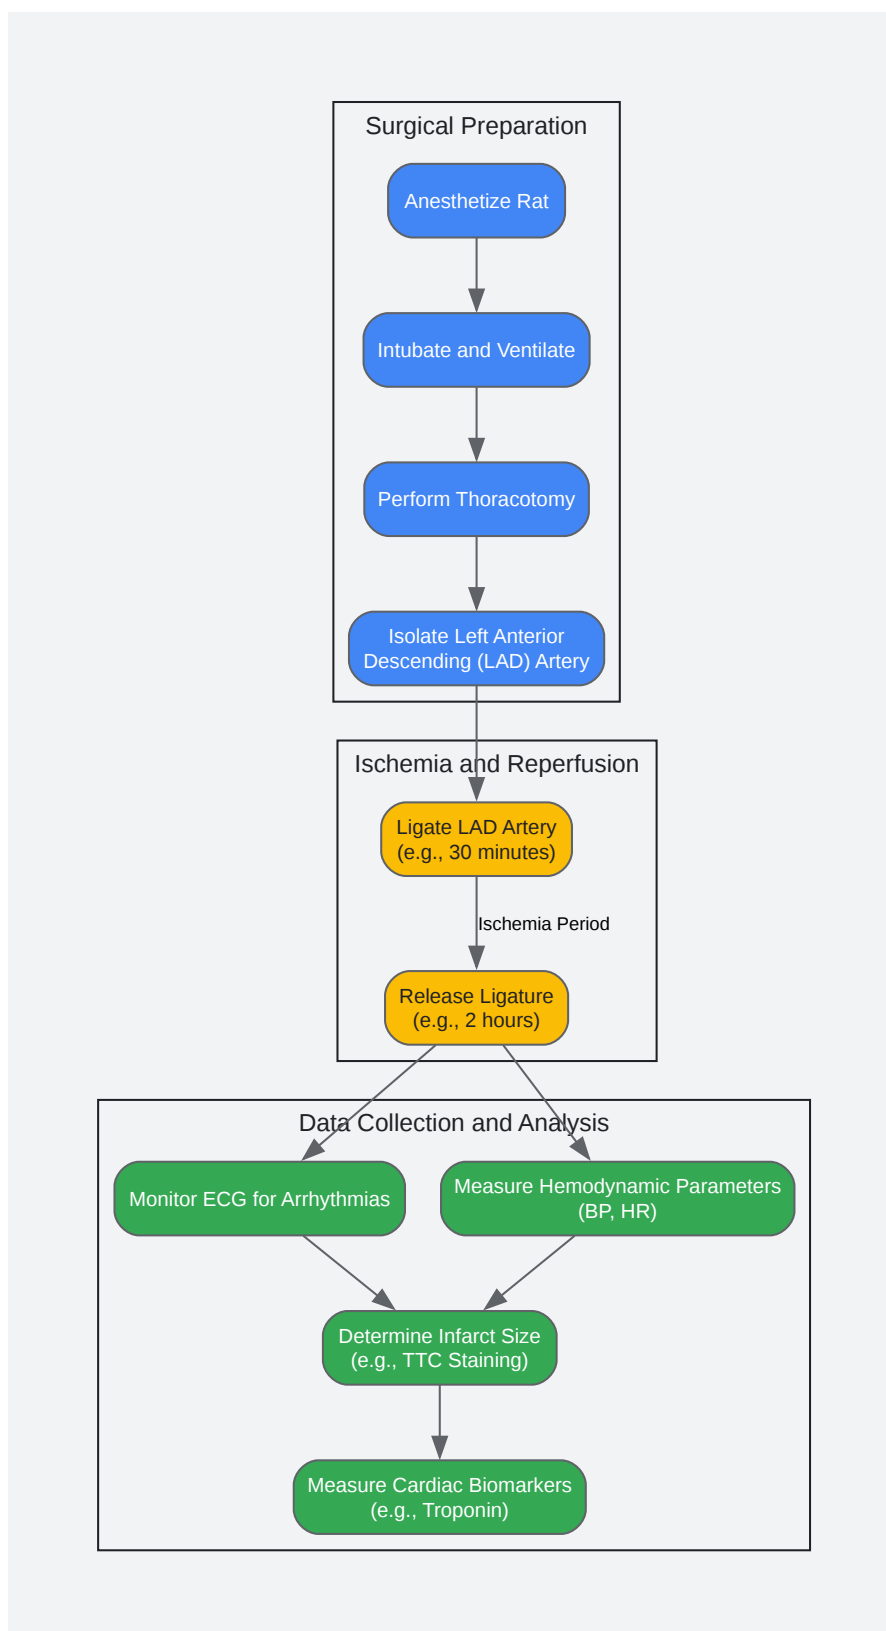 Surgical Preparation
Anesthetize Rat
Intubate and Ventilate
Perform Thoracotomy
Isolate Left Anterior
Descending (LAD) Artery
Ischemia and Reperfusion
Ligate LAD Artery
(e.g., 30 minutes)
Ischemia Period
Release Ligature
(e.g., 2 hours)
Data Collection and Analysis
Monitor ECG for Arrhythmias
Measure Hemodynamic Parameters
(BP, HR)
Determine Infarct Size
(e.g., TTC Staining)
Measure Cardiac Biomarkers
(e.g., Troponin)